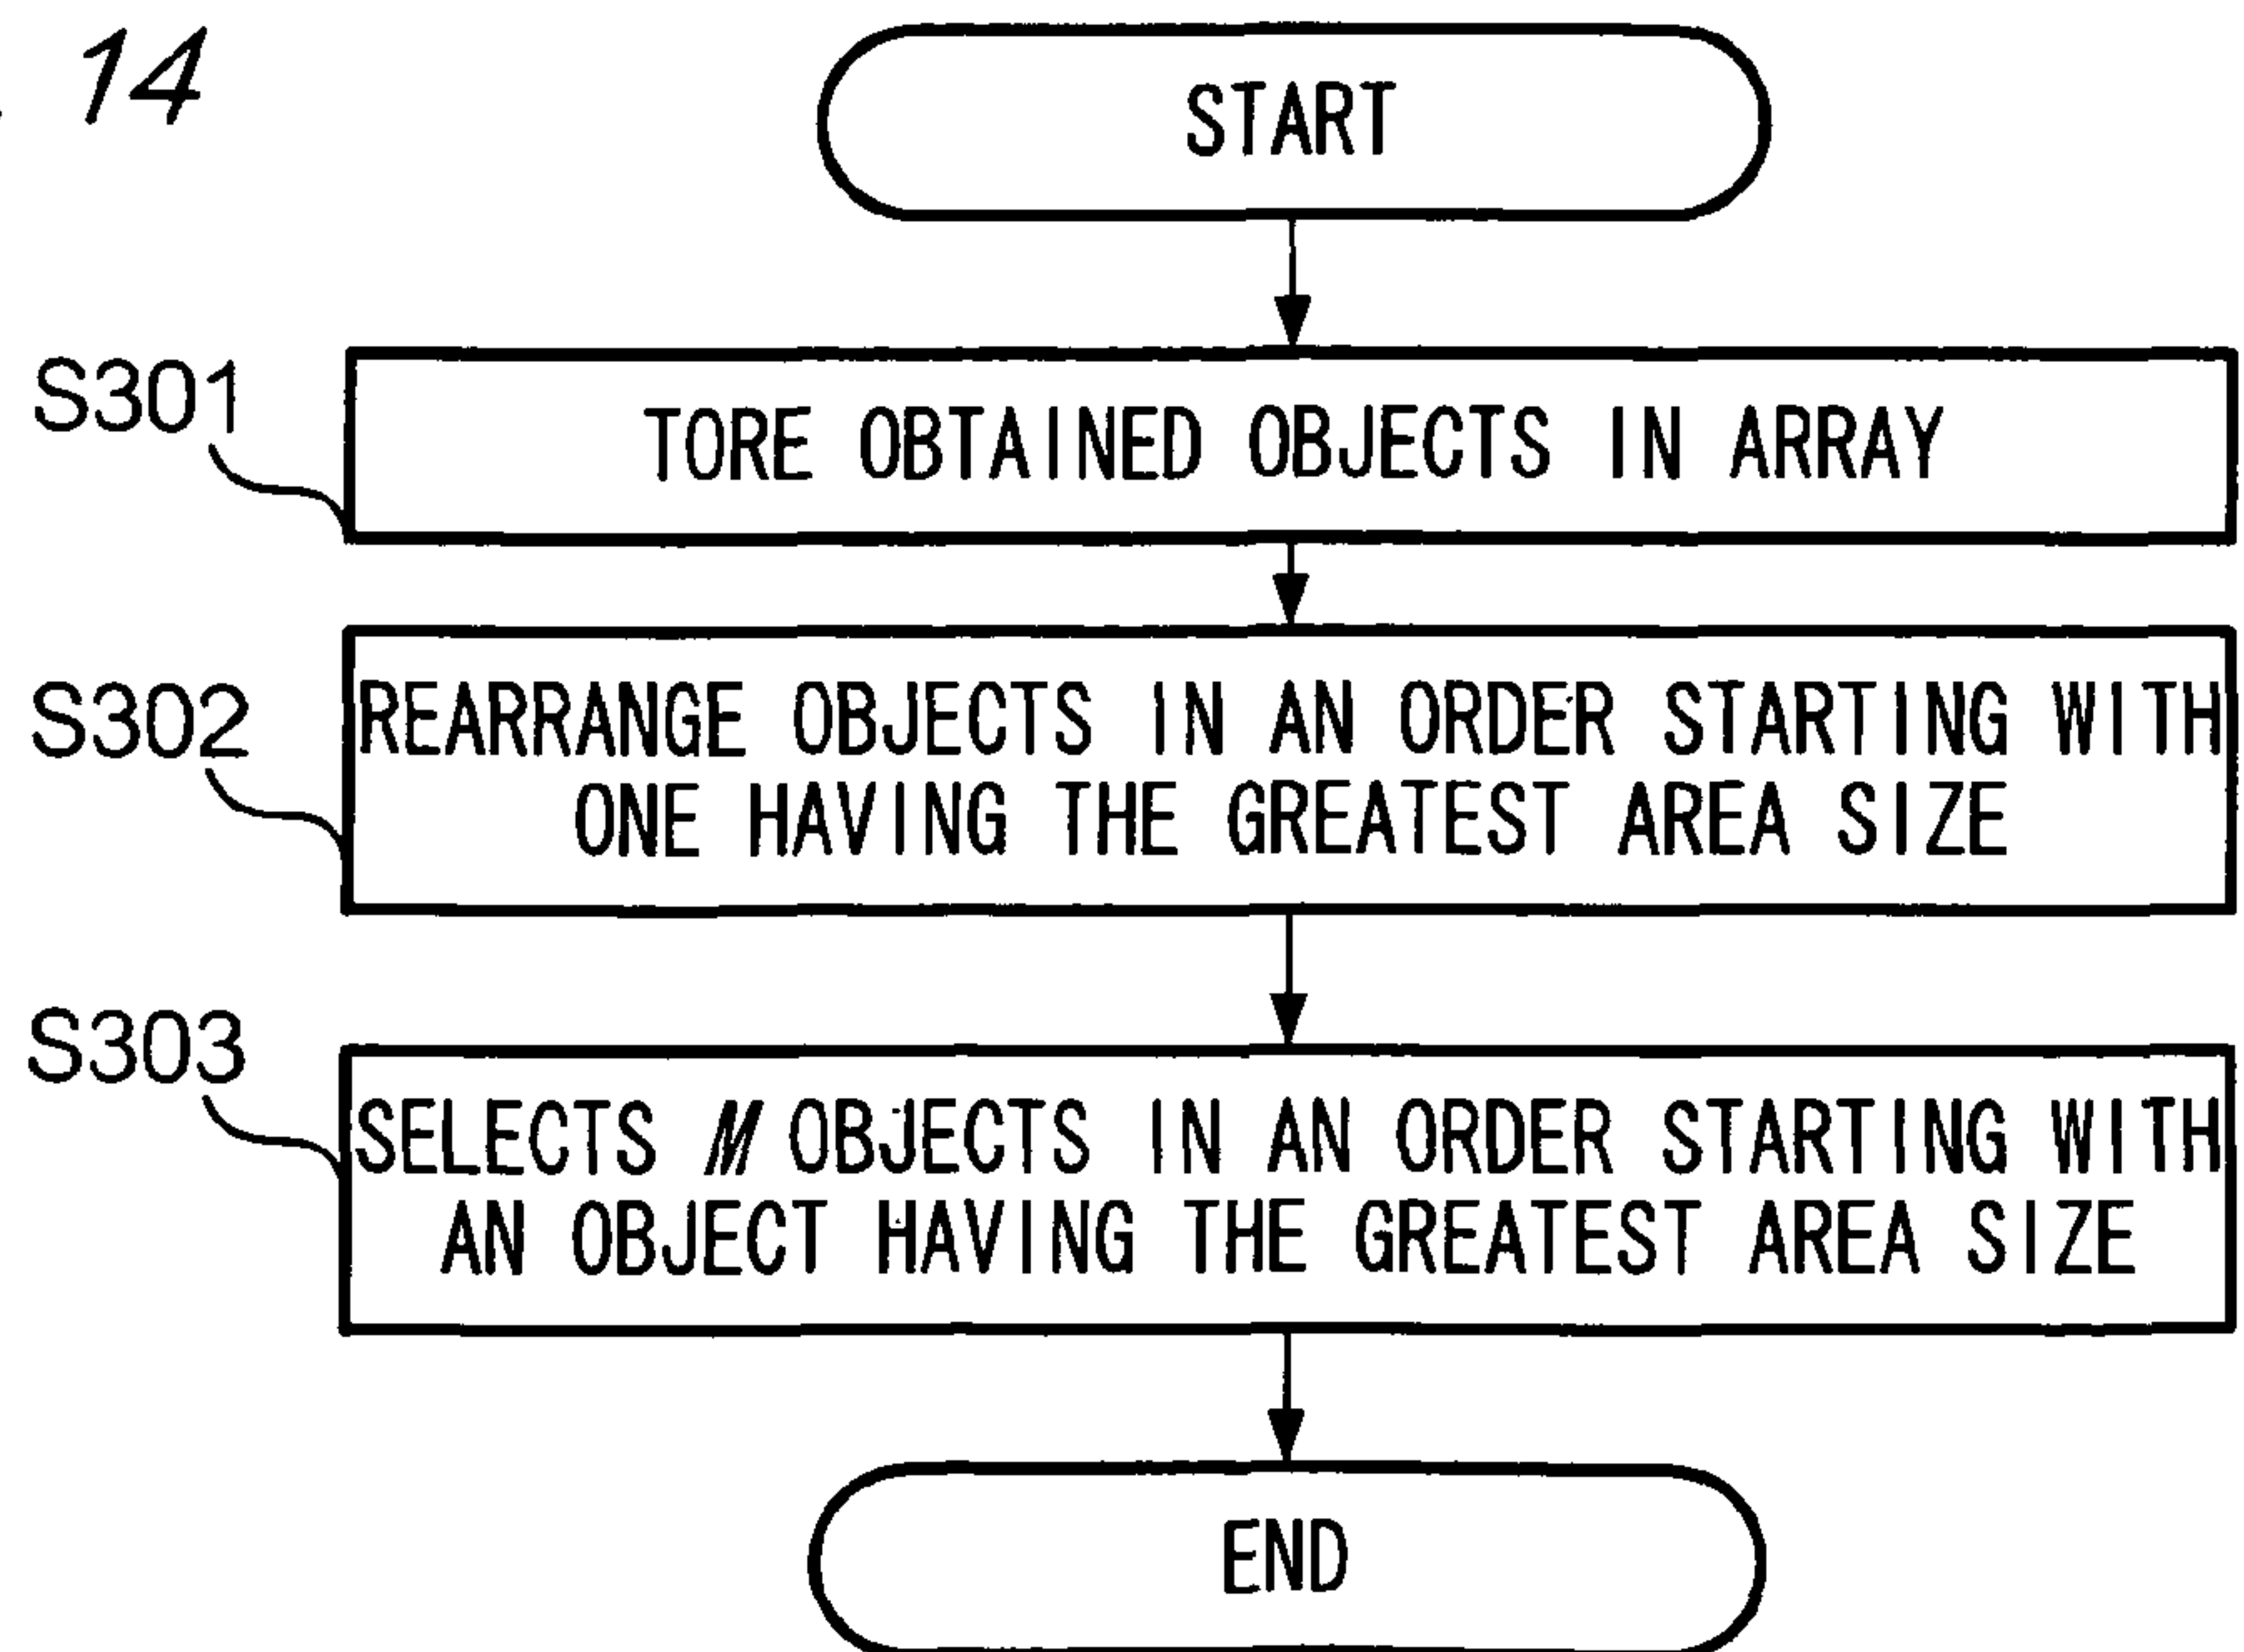 14
START
S301
TORE OBTAINED OBJECTS IN ARRAY
S302
REARRANGE OBJECTS IN AN ORDER STARTING WITH
ONE HAVING THE GREATEST AREA SIZE
S303
SELECTS M OBJECTS IN AN ORDER STARTING WITH
AN OBJECT HAVING THE GREATEST AREA SIZE
END